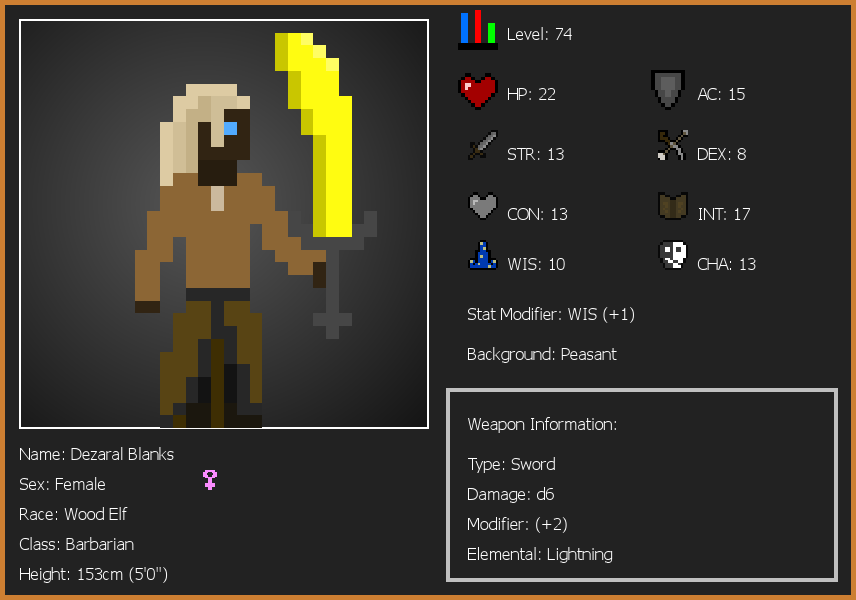 Level: 74
HP: 22
AC: 15
STR: 13
DEX: 8
CON: 13
INT: 17
WIS: 10
CHA: 13
Stat Modifier: WIS (+1)
Background: Peasant
Weapon Information:
Type: Sword
Damage: d6
Modifier: (+2)
Elemental: Lightning
Name: Dezaral Blanks
Sex: Female
Race: Wood Elf
Class: Barbarian
Height: 153cm (5'0")